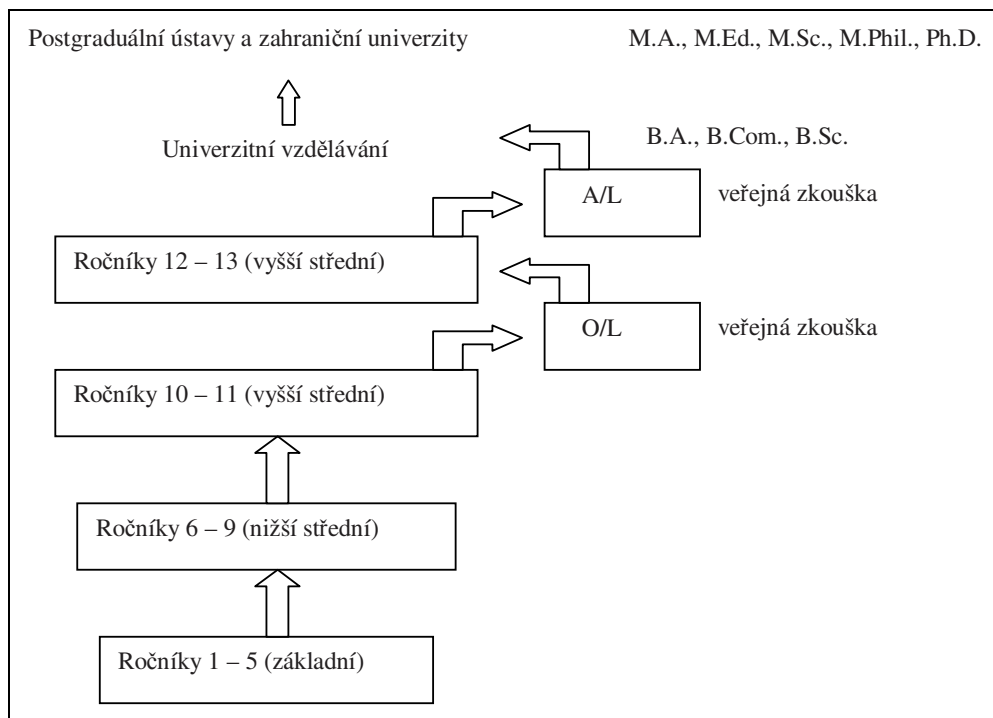 Postgraduální ústavy a zahraniční univerzity M.A., M.Ed., M.Sc., M.Phil., Ph.D.
B.A., B.Com., B.Sc.
Univerzitní vzdělávání
A/L veřejná zkouška
Ročníky 12 – 13 (vyšší střední)
O/L veřejná zkouška
Ročníky 10 – 11 (vyšší střední)
Ročníky 6 – 9 (nižší střední)
Ročníky 1 – 5 (základní)